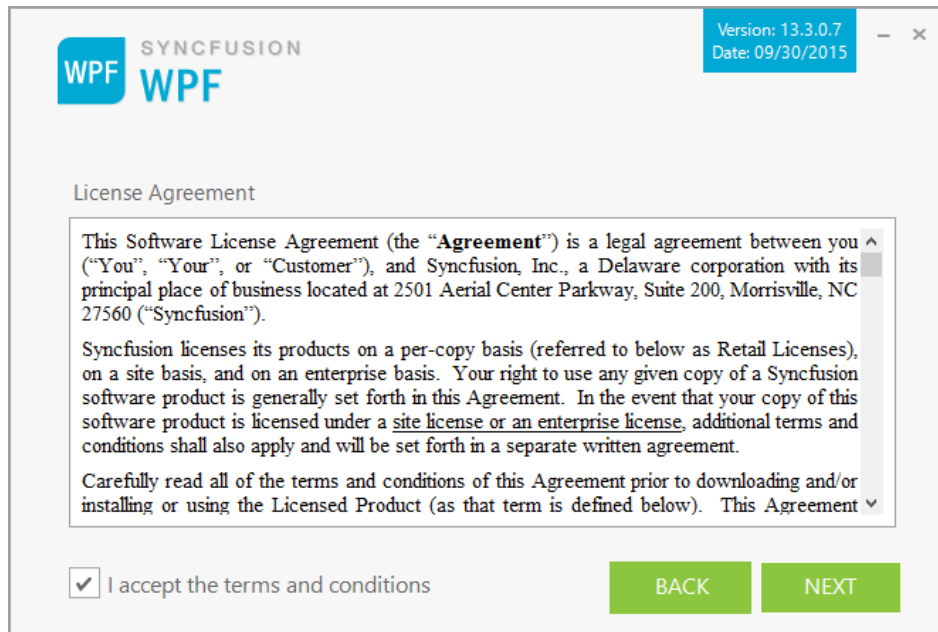 SYNCFUSION
WPF
WPF
Version: 13.3.0.7
Date: 09/30/2015
License Agreement
This Software License Agreement (the “Agreement”) is a legal agreement between you
(“You”, “Your”, or “Customer”), and Syncfusion, Inc., a Delaware corporation with its
principal place of business located at 2501 Aerial Center Parkway, Suite 200, Morrisville, NC
27560 (“Syncfusion”).
Syncfusion licenses its products on a per-copy basis (referred to below as Retail Licenses),
on a site basis, and on an enterprise basis.  Your right to use any given copy of a Syncfusion
software product is generally set forth in this Agreement.  In the event that your copy of this
software product is licensed under a site license or an enterprise license, additional terms and
conditions shall also apply and will be set forth in a separate written agreement.
Carefully read all of the terms and conditions of this Agreement prior to downloading and/or
installing or using the Licensed Product (as that term is defined below).  This Agreement
I accept the terms and conditions
BACK
NEXT